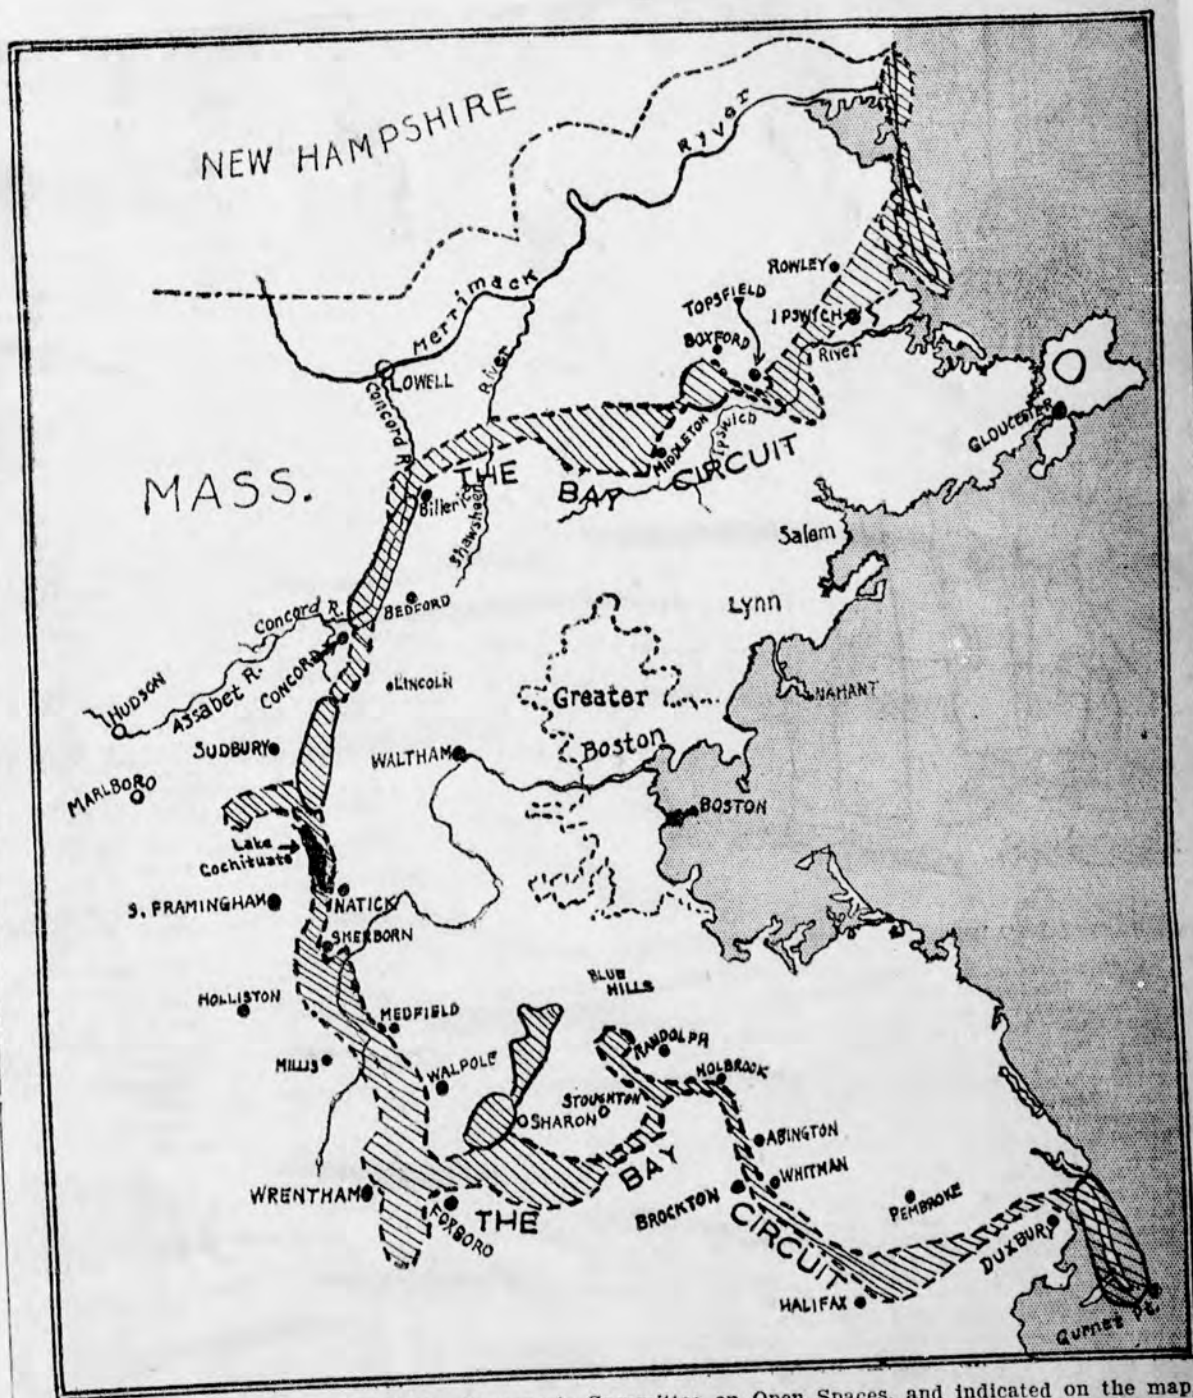 NEW HAMPSHIRE
Ryver
Merrimack
ROWLEY
TOPSFIELD
IPSWICH
BOXFORD
River
LOWELL
River
Concord R.
GLOUCESTER
MIDDLETON
Ipswich
THE BAY CIRCUIT
MASS.
Billerica
Shawsheen
Salem
Concord R.
BEDFORD
Lynn
Assabet R.
CONCORD
HUDSON
LINCOLN
Greater
Boston
NAHANT
SUDBURY
WALTHAM
MARLBORO
BOSTON
Lake
Cochituate
S. FRAMINGHAM
NATICK
SHERBORN
BLUE
HILLS
HOLLISTON
MEDFIELD
RANDOLPH
MILLIS
WALPOLE
HOLBROOK
STOUGHTON
SHARON
ABINGTON
WHITMAN
WRENTHAM
FOXBORO
THE BAY CIRCUIT
BROCKTON
PEMBROKE
DUXBURY
HALIFAX
Gurnet Pt.
Committee on Open Spaces, and indicated on the map